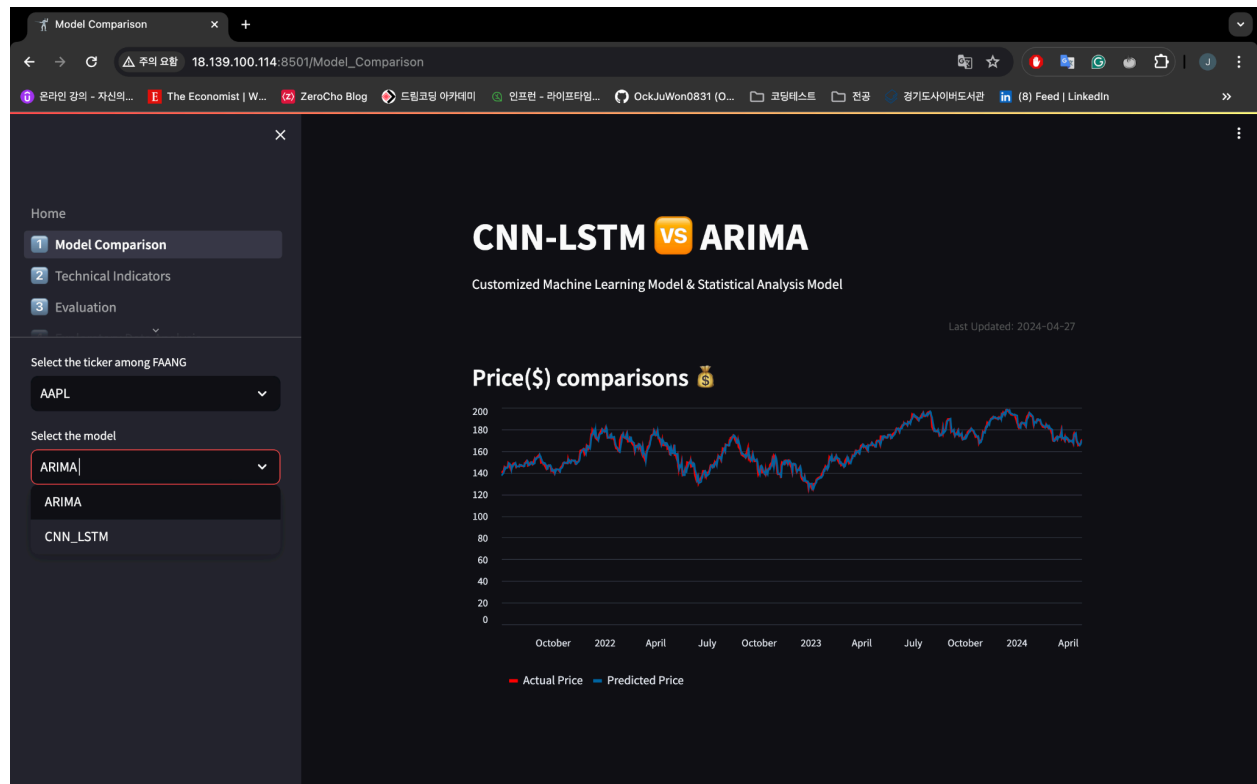 Model Comparison
주의 요함 18.139.100.114:8501/Model_Comparison
J
온라인 강의 - 자신의... The Economist | W... ZeroCho Blog 드림코딩 아카데미 인프런 - 라이프타임... OckJuWon0831 (O... 코딩테스트 전공 경기도사이버도서관 (8) Feed | LinkedIn
Home
1 Model Comparison
2 Technical Indicators
3 Evaluation
Select the ticker among FAANG
AAPL
Select the model
ARIMA
ARIMA
CNN_LSTM
CNN-LSTM VS ARIMA
Customized Machine Learning Model & Statistical Analysis Model
Last Updated: 2024-04-27
Price($) comparisons 💰
200
180
160
140
120
100
80
60
40
20
0
October 2022 April July October 2023 April July October 2024 April
Actual Price Predicted Price